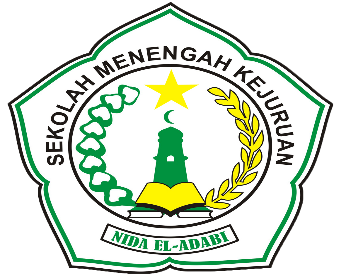 SEKOLAH MENENGAH KEJURUAN
NIDA EL-ADABI